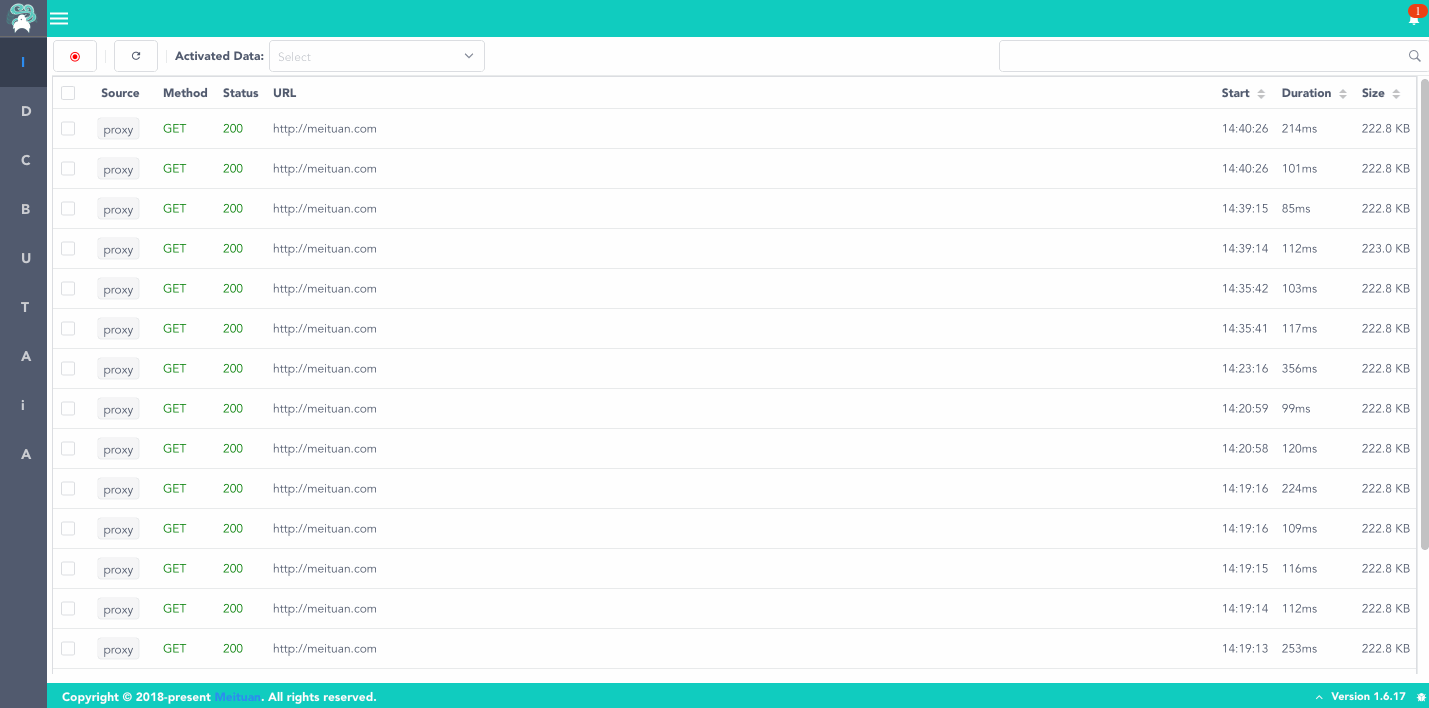 1
Activated Data: Select
Source Method Status URL Start Duration Size
proxy GET 200 http://meituan.com 14:40:26 214ms 222.8 KB
proxy GET 200 http://meituan.com 14:40:26 101ms 222.8 KB
proxy GET 200 http://meituan.com 14:39:15 85ms 222.8 KB
proxy GET 200 http://meituan.com 14:39:14 112ms 223.0 KB
proxy GET 200 http://meituan.com 14:35:42 103ms 222.8 KB
proxy GET 200 http://meituan.com 14:35:41 117ms 222.8 KB
proxy GET 200 http://meituan.com 14:23:16 356ms 222.8 KB
proxy GET 200 http://meituan.com 14:20:59 99ms 222.8 KB
proxy GET 200 http://meituan.com 14:20:58 120ms 222.8 KB
proxy GET 200 http://meituan.com 14:19:16 224ms 222.8 KB
proxy GET 200 http://meituan.com 14:19:16 109ms 222.8 KB
proxy GET 200 http://meituan.com 14:19:15 116ms 222.8 KB
proxy GET 200 http://meituan.com 14:19:14 112ms 222.8 KB
proxy GET 200 http://meituan.com 14:19:13 253ms 222.8 KB
I
D
C
B
U
T
A
i
A
Copyright © 2018-present Meituan. All rights reserved. Version 1.6.17